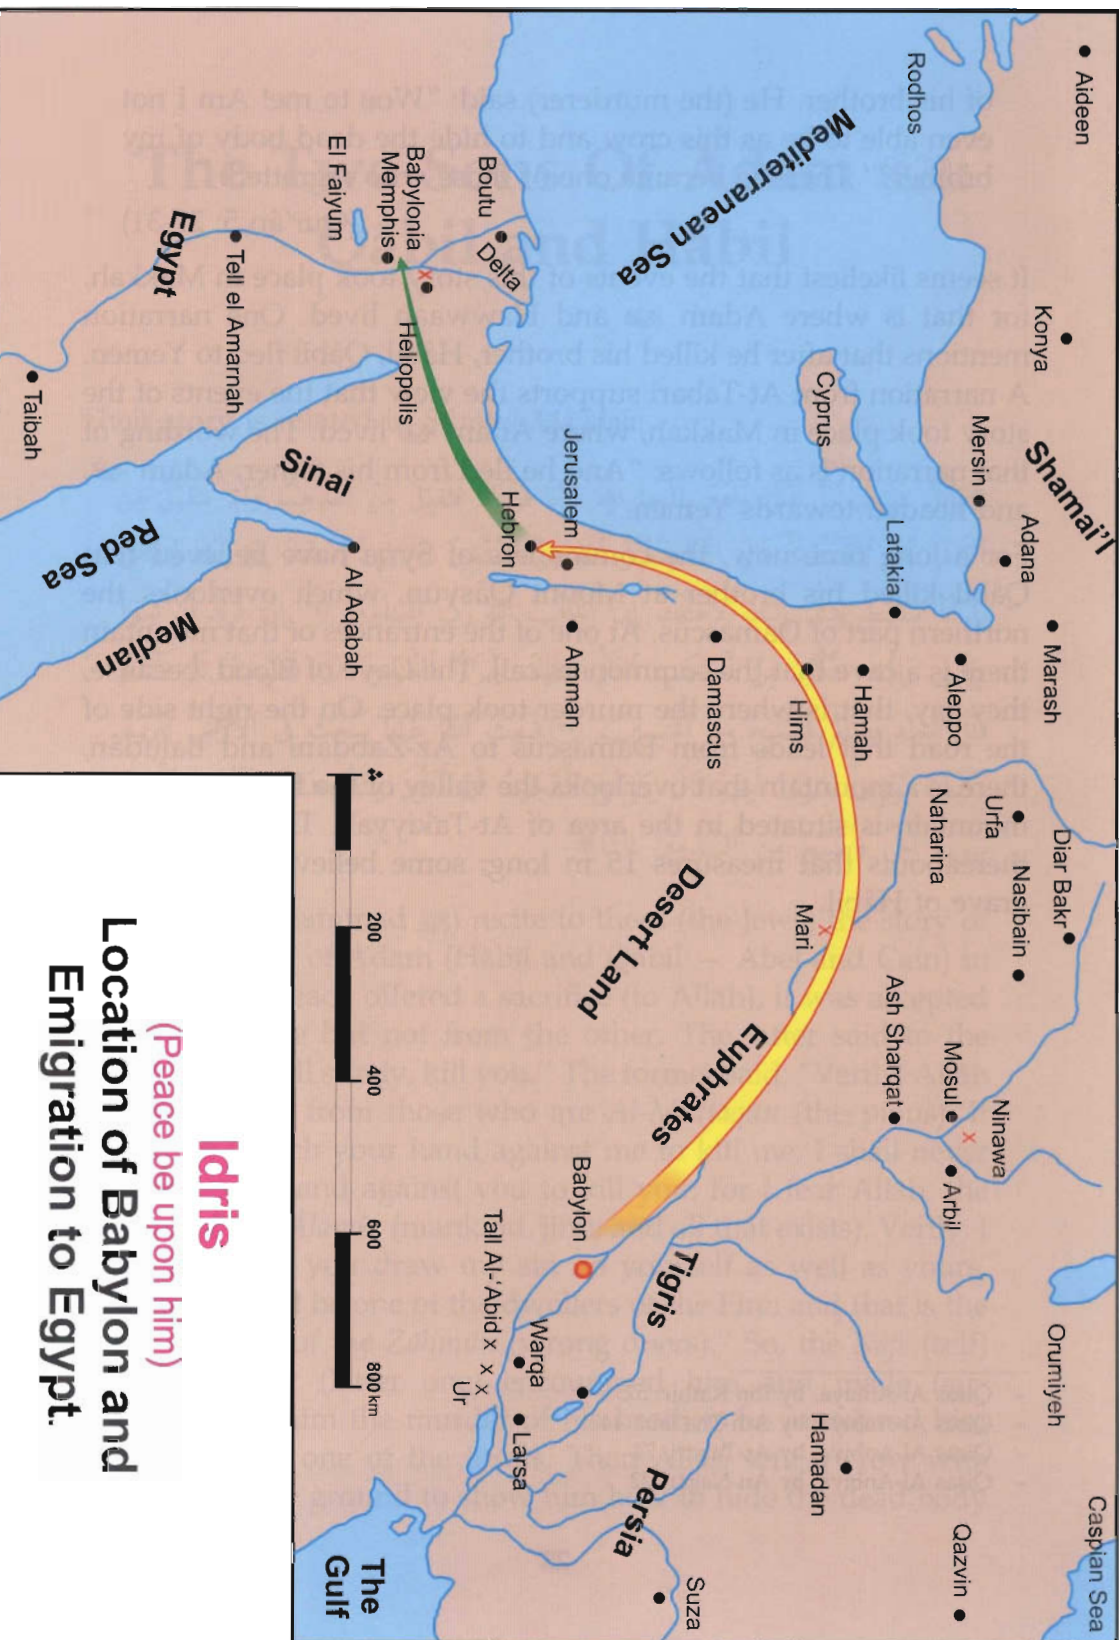 Aideen
Konya
Shamai'l
Adana
Marash
Diar Bakr
Orumiyeh
Caspian Sea
Rodhos
Mersin
Urfa
Nasibain
Ninawa
Qazvin
Latakia
Aleppo
Naharina
Mosul
Arbil
Cyprus
Hamah
Ash Sharqat
Hamadan
Mediterranean Sea
Hims
Mari
Damascus
Desert Land
Euphrates
Tigris
Suza
Persia
Jerusalem
Amman
Babylon
Warqa
Larsa
Boutu
Delta
Hebron
Tall Al-'Abid
Ur
Babylonia
Memphis
Heliopolis
El Faiyum
Al Aqabah
200
400
600
800 km
The
Gulf
Sinai
Tell el Amarnah
Egypt
Red Sea
Median
Taibah
Idris
(Peace be upon him)
Location of Babylon and
Emigration to Egypt.